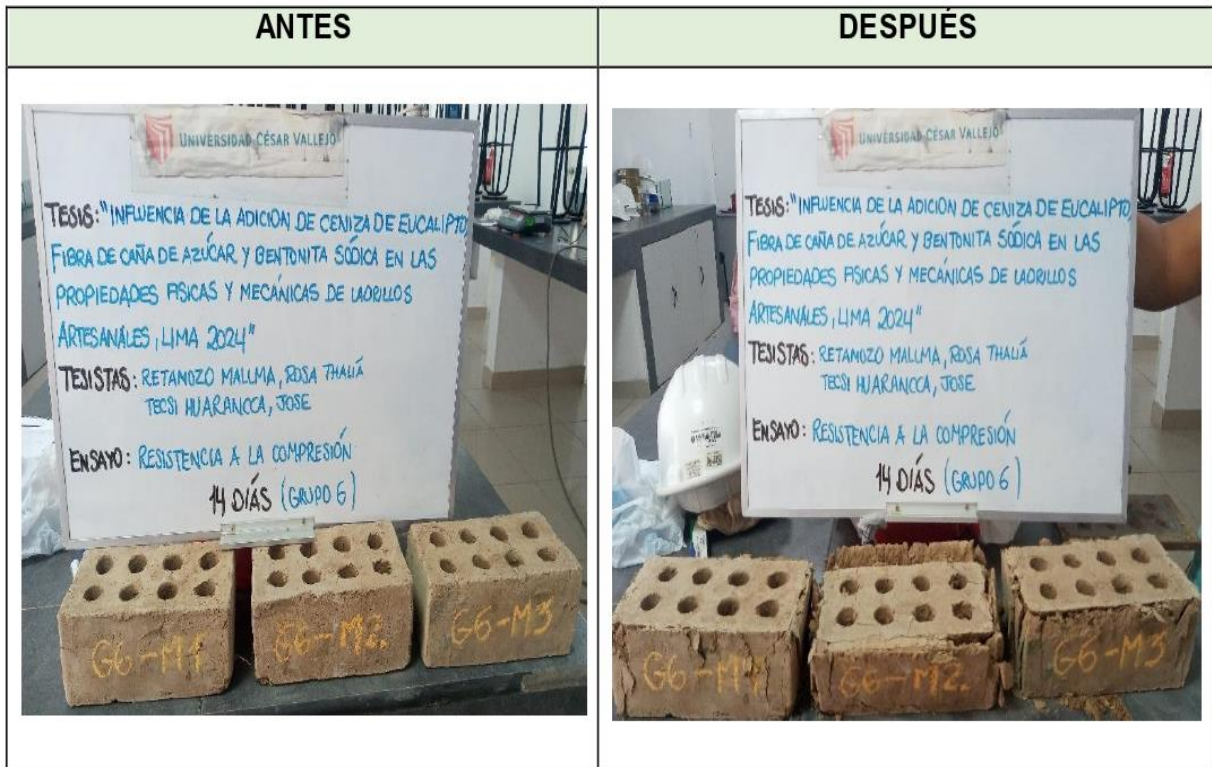 ANTES
DESPUÉS
UNIVERSIDAD CÉSAR VALLEJO
TESIS: "INFLUENCIA DE LA ADICION DE CENIZA DE EUCALIPTO,
FIBRA DE CAÑA DE AZÚCAR Y BENTONITA SÓDICA EN LAS
PROPIEDADES FISICAS Y MECÁNICAS DE LADRILLOS
ARTESANALES, LIMA 2024"
TESISTAS: RETAMOZO MALLMA, ROSA THALIÁ
TECSI HUARANCCA, JOSE
ENSAYO: RESISTENCIA A LA COMPRESIÓN
14 DÍAS (GRUPO 6)
G6-M1
G6-M2.
G6-M3
UNIVERSIDAD CÉSAR VALLEJO
TESIS: "INFLUENCIA DE LA ADICION DE CENIZA DE EUCALIPTO,
FIBRA DE CAÑA DE AZÚCAR Y BENTONITA SÓDICA EN LAS
PROPIEDADES FISICAS Y MECÁNICAS DE LADRILLOS
ARTESANALES, LIMA 2024"
TESISTAS: RETAMOZO MALLMA, ROSA THALIÁ
TECSI HUARANCCA, JOSE
ENSAYO: RESISTENCIA A LA COMPRESIÓN
14 DÍAS (GRUPO 6)
G6-M1
G6-M2.
G6-M3